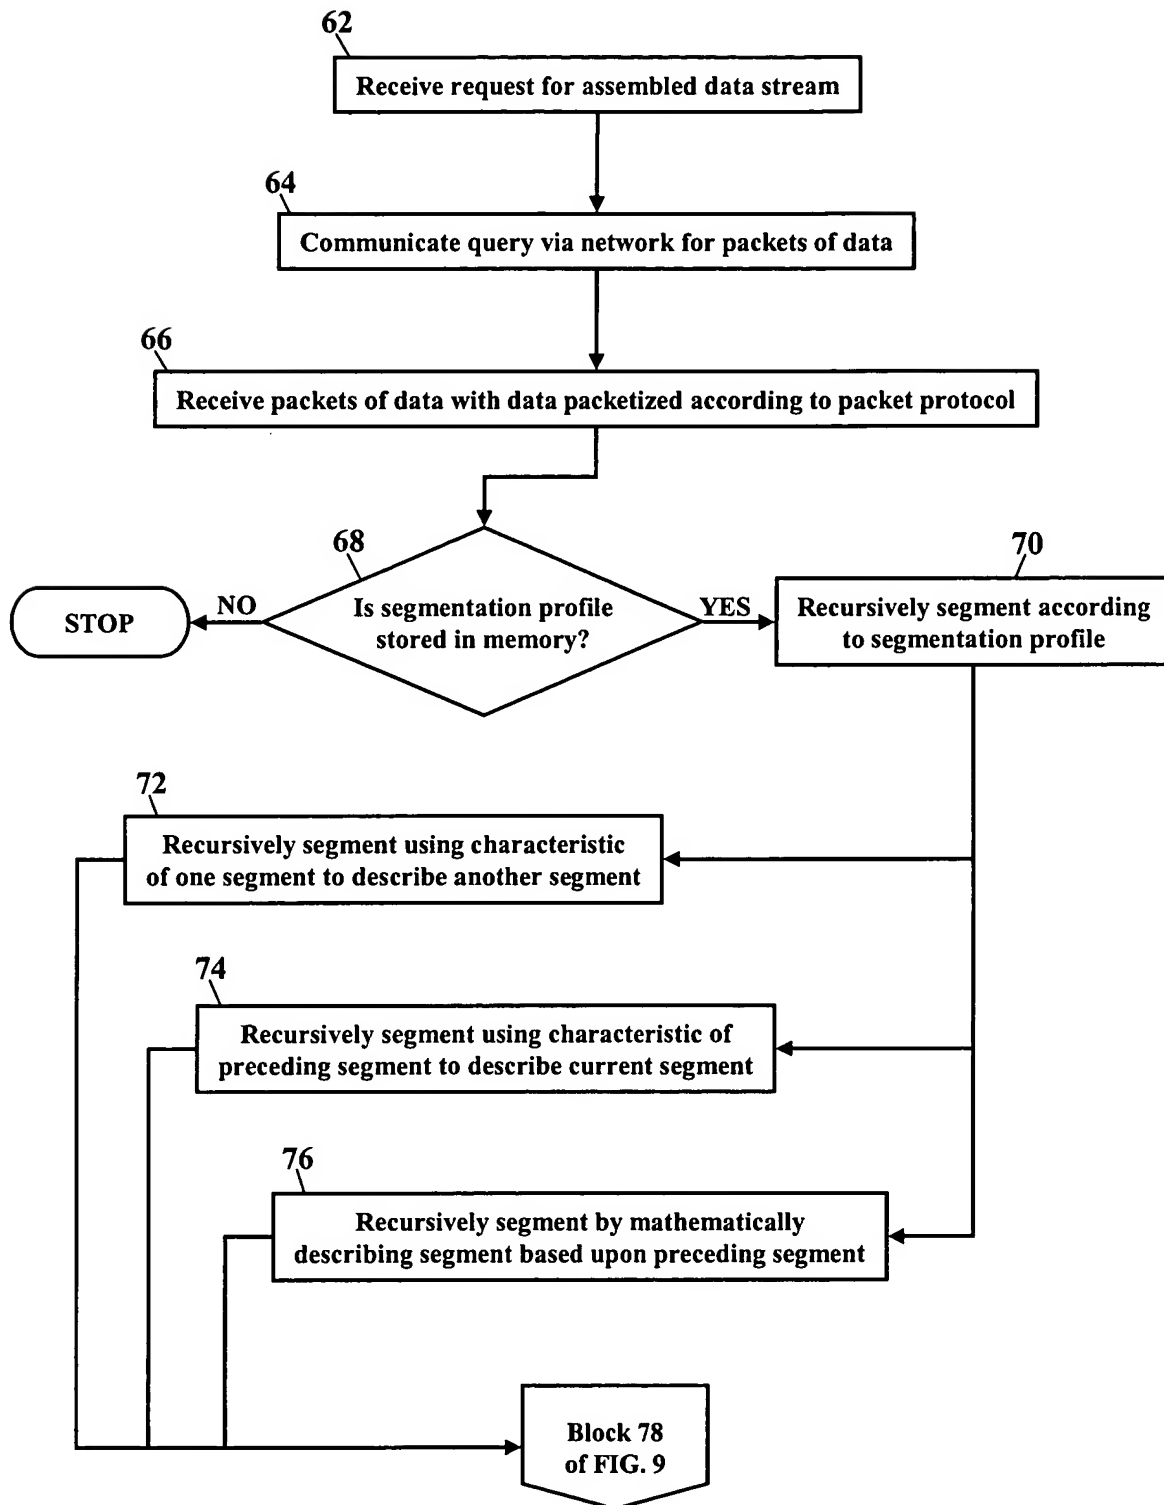 62
Receive request for assembled data stream
64
Communicate query via network for packets of data
66
Receive packets of data with data packetized according to packet protocol
68
Is segmentation profile
stored in memory?
NO
STOP
YES
70
Recursively segment according
to segmentation profile
72
Recursively segment using characteristic
of one segment to describe another segment
74
Recursively segment using characteristic of
preceding segment to describe current segment
76
Recursively segment by mathematically
describing segment based upon preceding segment
Block 78
of FIG. 9